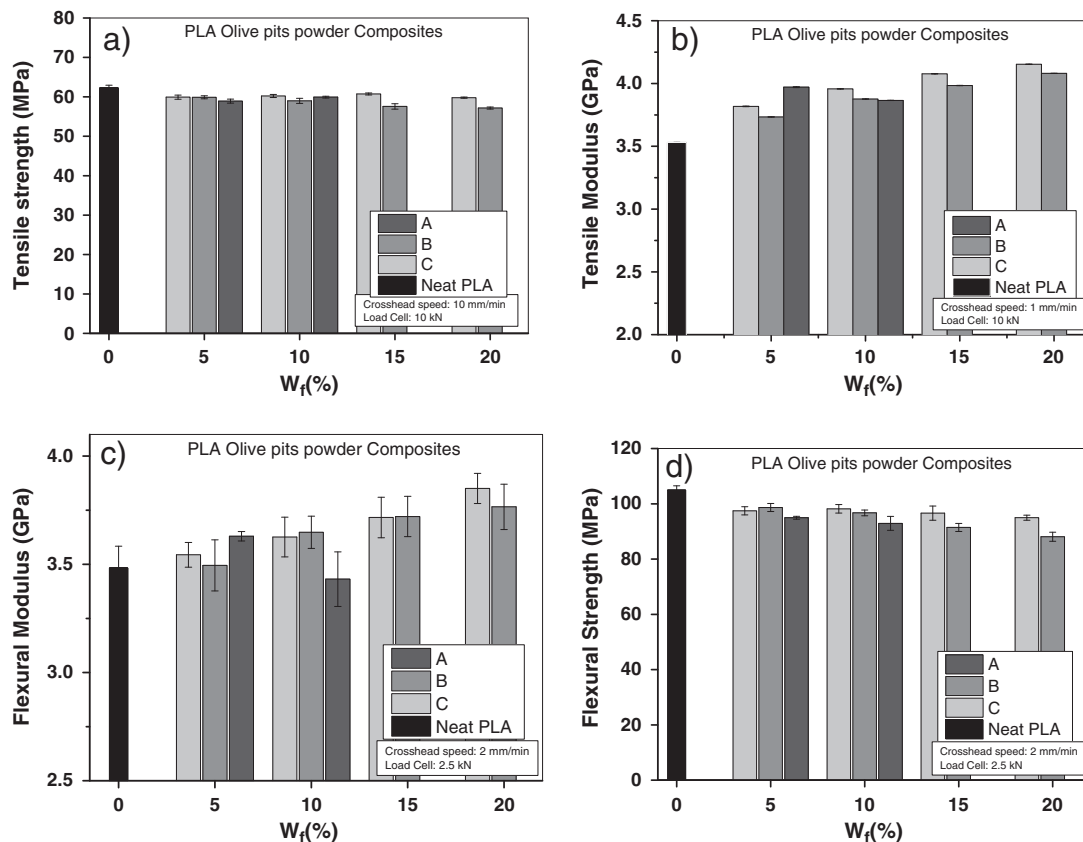 a)
PLA Olive pits powder Composites
Tensile strength (MPa)
80
70
60
50
40
30
20
10
0
A
B
C
Neat PLA
Crosshead speed: 10 mm/min
Load Cell: 10 kN
0 5 10 15 20
Wf(%)
b)
PLA Olive pits powder Composites
Tensile Modulus (GPa)
4.5
4.0
3.5
3.0
2.5
2.0
A
B
C
Neat PLA
Crosshead speed: 1 mm/min
Load Cell: 10 kN
0 5 10 15 20
Wf(%)
c)
PLA Olive pits powder Composites
Flexural Modulus (GPa)
4.0
3.5
3.0
2.5
A
B
C
Neat PLA
Crosshead speed: 2 mm/min
Load Cell: 2.5 kN
0 5 10 15 20
Wf(%)
d)
PLA Olive pits powder Composites
Flexural Strength (MPa)
120
100
80
60
40
20
0
A
B
C
Neat PLA
Crosshead speed: 2 mm/min
Load Cell: 2.5 kN
0 5 10 15 20
Wf(%)